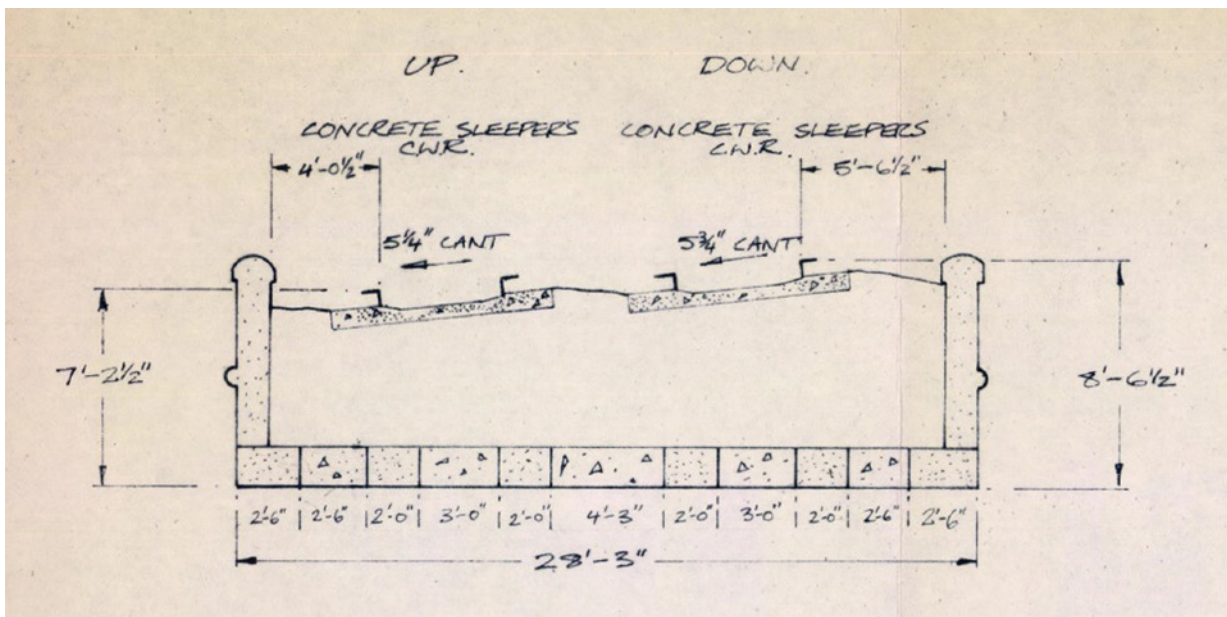 UP. DOWN.
CONCRETE SLEEPERS CONCRETE SLEEPERS
C.W.R. C.W.R.
4'-0½" 5'-6½"
5¼" CANT 5¾" CANT
7'-2½" 8'-6½"
2'-6" 2'-6" 2'-0" 3'-0" 2'-0" 4'-3" 2'-0" 3'-0" 2'-0" 2'-6" 2'-6"
28'-3"